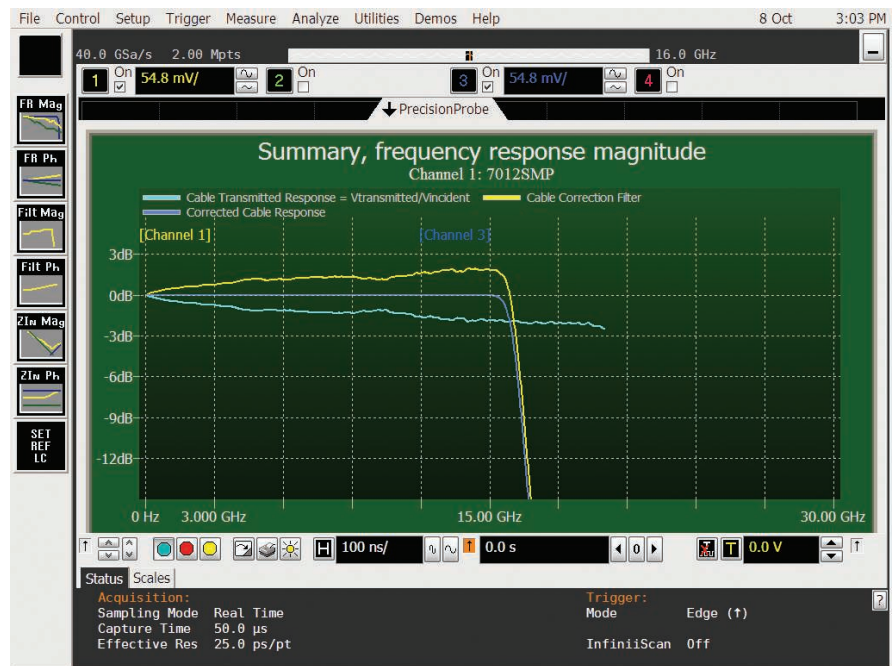 File Control Setup Trigger Measure Analyze Utilities Demos Help 8 Oct 3:03 PM
40.0 GSa/s 2.00 Mpts 16.0 GHz
1 On 54.8 mV/ 2 On 3 On 54.8 mV/ 4 On
PrecisionProbe
FR Mag
FR Ph
Filt Mag
Filt Ph
ZIN Mag
ZIN Ph
SET
REF
LC
Summary, frequency response magnitude
Channel 1: 7012SMP
Cable Transmitted Response = Vtransmitted/Vincident Cable Correction Filter
Corrected Cable Response
[Channel 1] [Channel 3]
3dB
0dB
-3dB
-6dB
-9dB
-12dB
0 Hz 3.000 GHz 15.00 GHz 30.00 GHz
H 100 ns/ T 0.0 s 0 T 0.0 V
Status Scales
Acquisition: Trigger:
Sampling Mode Real Time Mode Edge (↑)
Capture Time 50.0 µs
Effective Res 25.0 ps/pt InfiniiScan Off
?